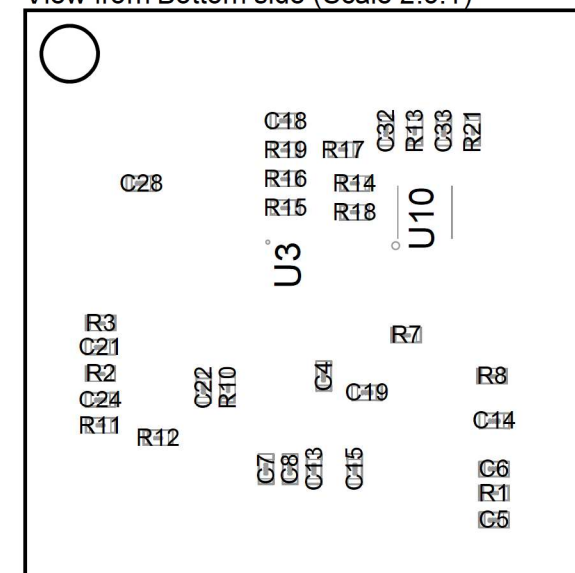 View from Bottom side (Scale 2.6:1)
C18 C32 R13 C33 R21
R19 R17
C28 R16 R14
R15 R18 U10
U3
R3 R7
C21
R2 C22 R10 C4 R8
C24 C19
R11 C14
R12
C7 C8 C13 C15 C6
R1
C5